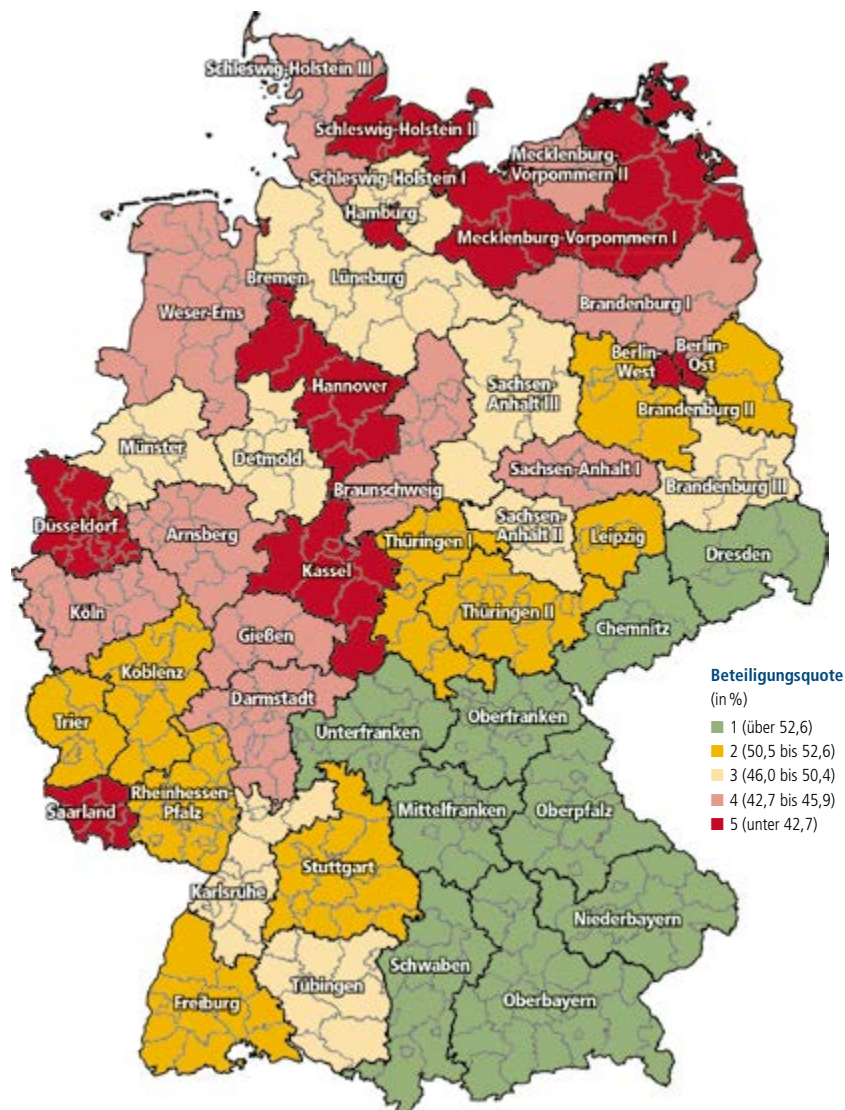 Schleswig-Holstein III
Schleswig-Holstein II
Mecklenburg-
Vorpommern II
Schleswig-Holstein I
Hamburg
Mecklenburg-Vorpommern I
Bremen
Lüneburg
Weser-Ems
Brandenburg I
Berlin-
West
Berlin-
Ost
Hannover
Sachsen-
Anhalt III
Brandenburg II
Münster
Detmold
Braunschweig
Sachsen-Anhalt I
Brandenburg III
Düsseldorf
Arnsberg
Sachsen-
Anhalt II
Thüringen I
Leipzig
Dresden
Kassel
Köln
Thüringen II
Chemnitz
Gießen
Koblenz
Darmstadt
Trier
Unterfranken
Oberfranken
Beteiligungsquote
(in %)
1 (über 52,6)
2 (50,5 bis 52,6)
3 (46,0 bis 50,4)
4 (42,7 bis 45,9)
5 (unter 42,7)
Saarland
Rheinhessen-
Pfalz
Mittelfranken
Oberpfalz
Stuttgart
Karlsruhe
Niederbayern
Schwaben
Tübingen
Freiburg
Oberbayern